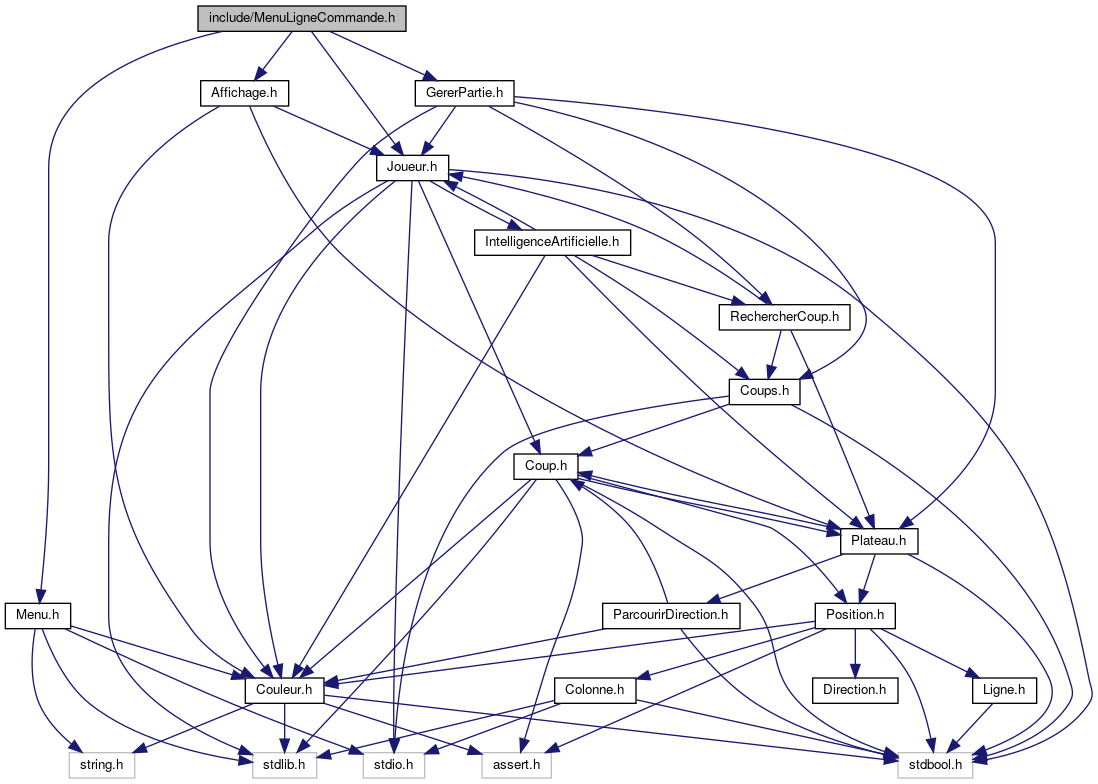 include/MenuLigneCommande.h
Affichage.h
GererPartie.h
Joueur.h
IntelligenceArtificielle.h
RechercherCoup.h
Coups.h
Coup.h
Plateau.h
Menu.h
ParcourirDirection.h
Position.h
Couleur.h
Colonne.h
Direction.h
Ligne.h
string.h
stdlib.h
stdio.h
assert.h
stdbool.h